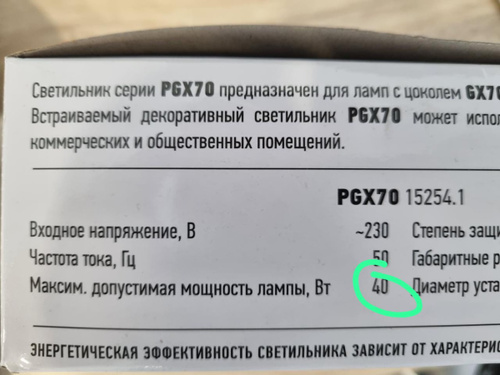 Светильник серии PGX70 предназначен для ламп с цоколем
Встраиваемый декоративный светильник PGX70 может
коммерческих и общественных помещений.
PGX70 15254.1
Входное напряжение, В ~230 Степень
Частота тока, Гц 50 Габаритные
Максим. допустимая мощность лампы, Вт 40 Диаметр
ЭНЕРГЕТИЧЕСКАЯ ЭФФЕКТИВНОСТЬ СВЕТИЛЬНИКА ЗАВИСИТ ОТ